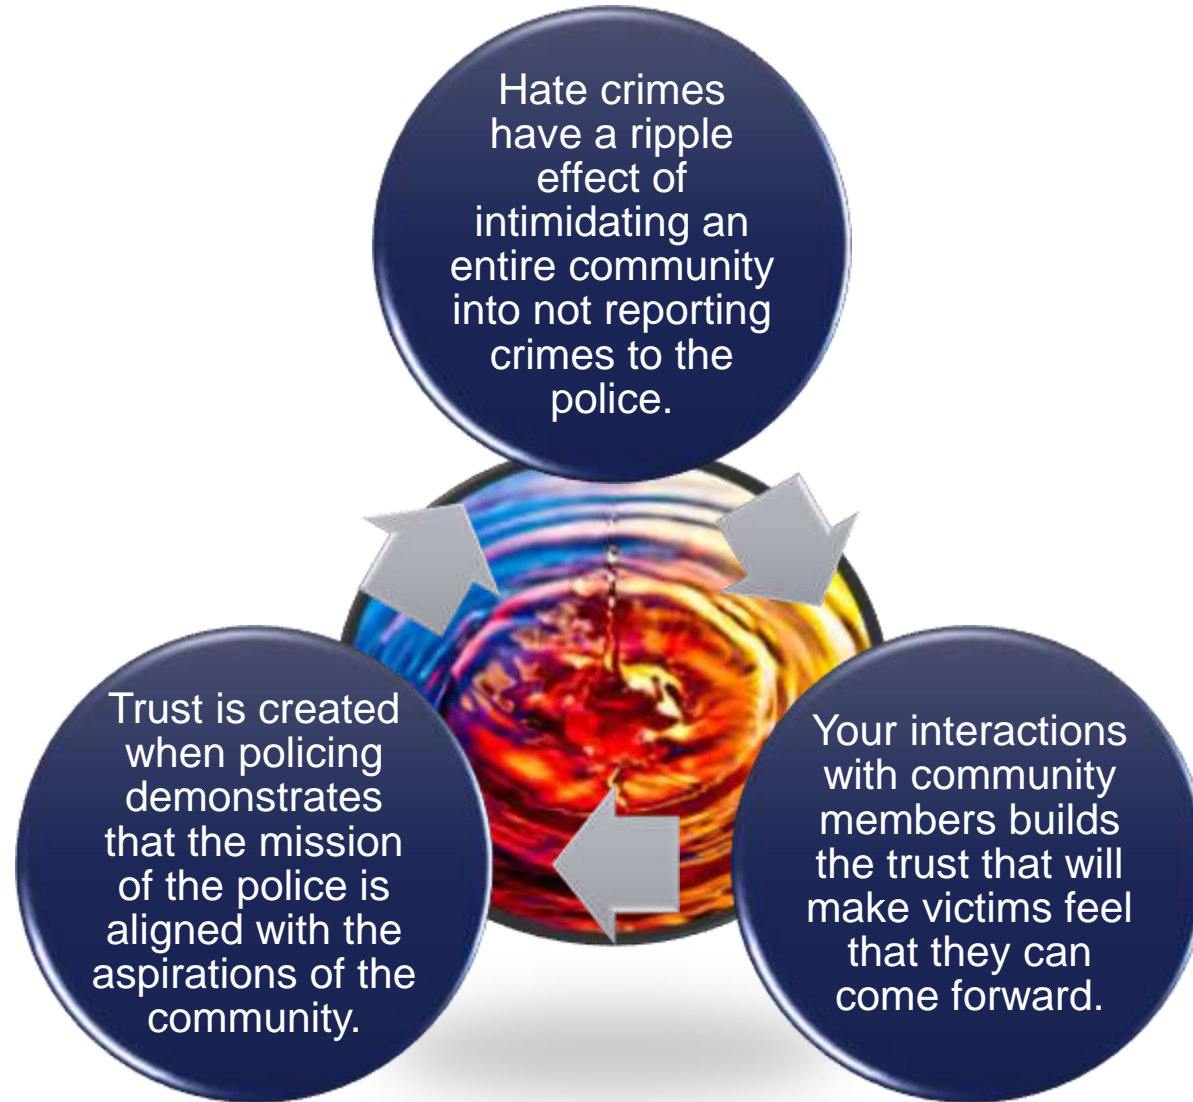 Hate crimes
have a ripple
effect of
intimidating an
entire community
into not reporting
crimes to the
police.
Your interactions
with community
members builds
the trust that will
make victims feel
that they can
come forward.
Trust is created
when policing
demonstrates
that the mission
of the police is
aligned with the
aspirations of the
community.